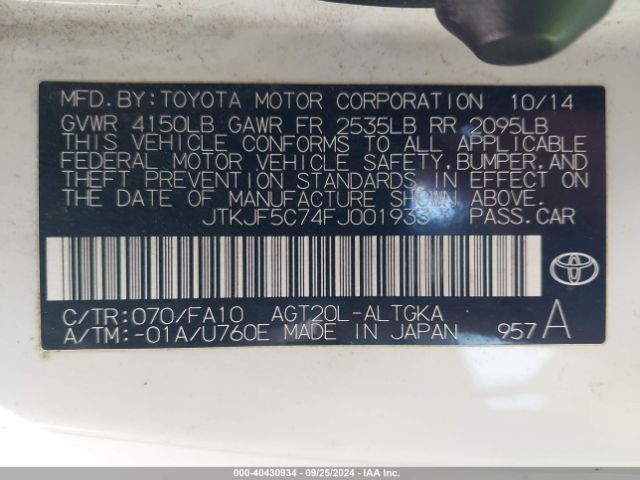 MFD.BY:TOYOTA MOTOR CORPORATION 10/14
GVWR 4150LB GAWR FR 2535LB RR 2095LB
THIS VEHICLE CONFORMS TO ALL APPLICABLE
FEDERAL MOTOR VEHICLE SAFETY,BUMPER,AND
THEFT PREVENTION STANDARDS IN EFFECT ON
THE DATE OF MANUFACTURE SHOWN ABOVE.
JTKJF5C74FJ001933 PASS.CAR
C/TR:070/FA10 AGT20L-ALTGKA
A/TM:-01A/U760E MADE IN JAPAN 957A
TOYOTA
000-40430934 - 09/25/2024 - IAA Inc.